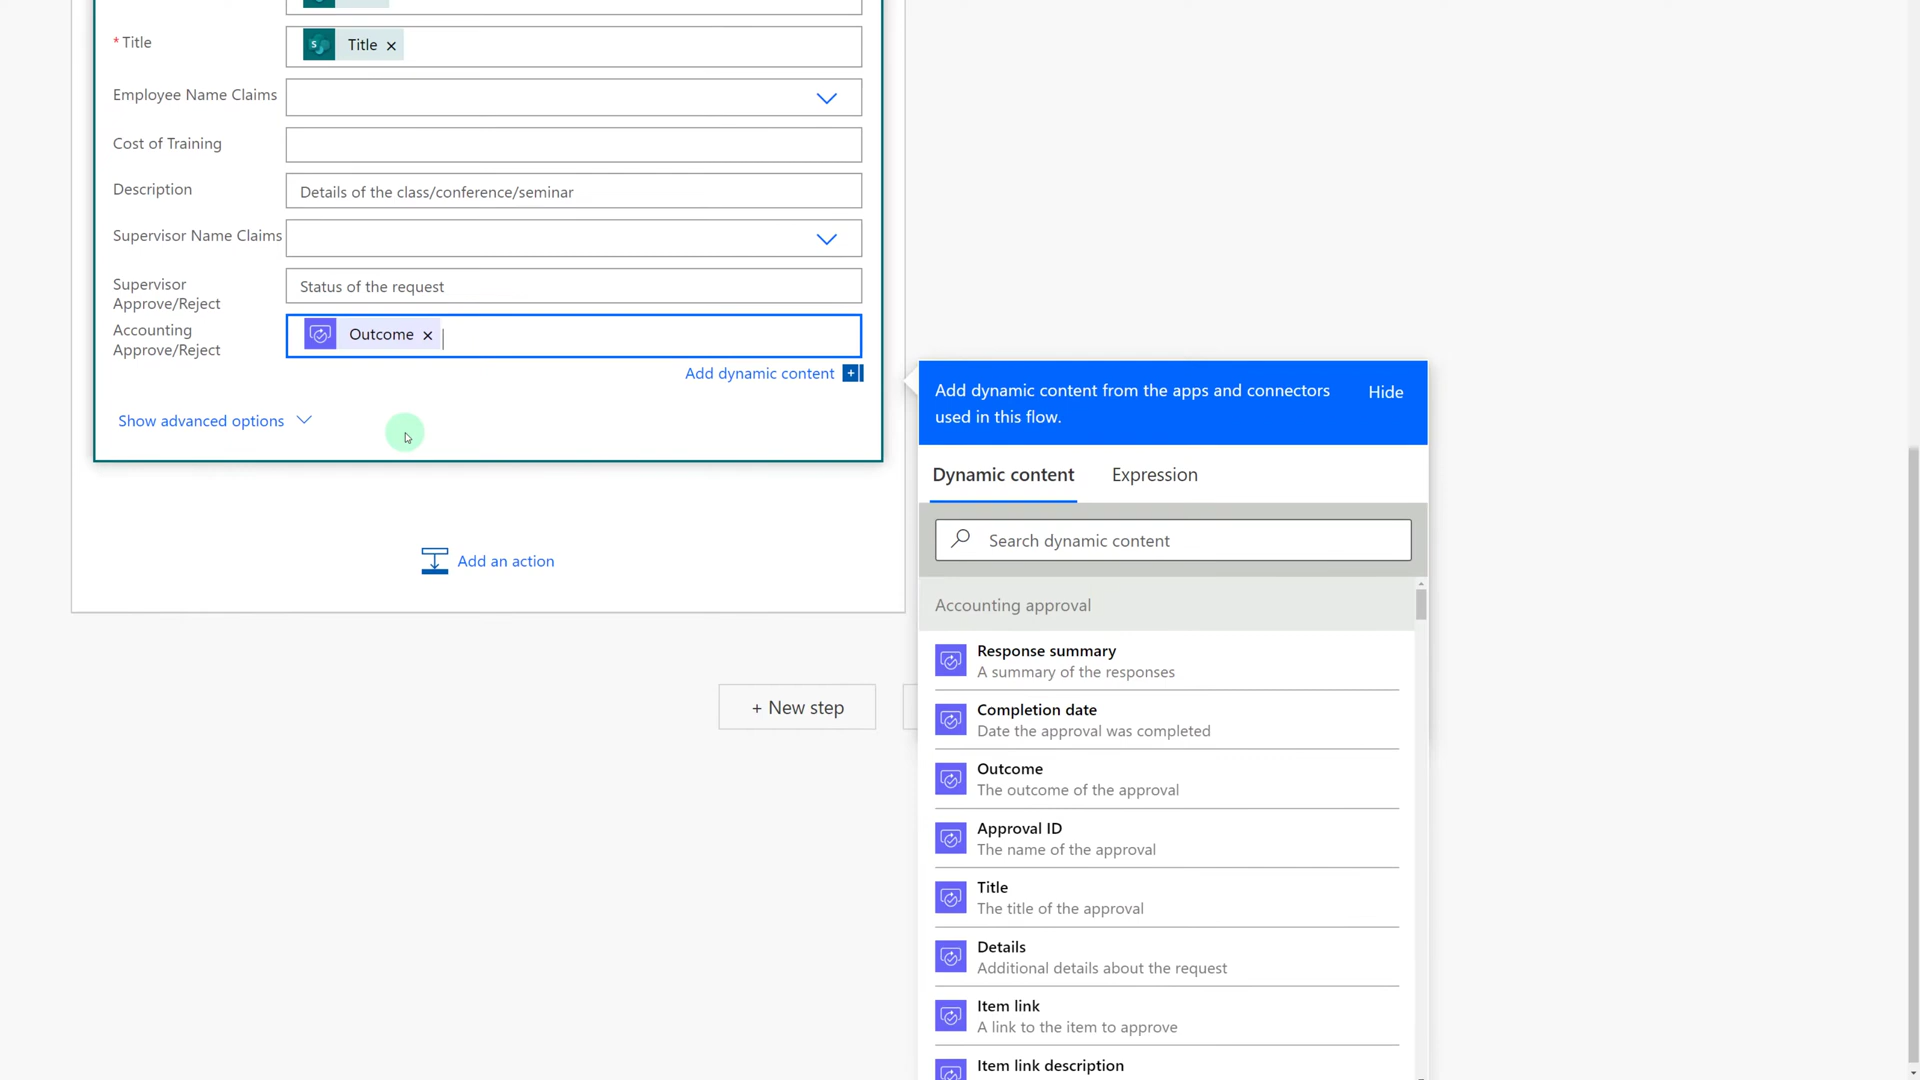 * Title
Title ×
Employee Name Claims
Cost of Training
Description
Details of the class/conference/seminar
Supervisor Name Claims
Supervisor
Approve/Reject
Status of the request
Accounting
Approve/Reject
Outcome ×
Add dynamic content
Show advanced options
Add dynamic content from the apps and connectors
used in this flow.
Hide
Dynamic content
Expression
Search dynamic content
Add an action
Accounting approval
Response summary
A summary of the responses
+ New step
Completion date
Date the approval was completed
Outcome
The outcome of the approval
Approval ID
The name of the approval
Title
The title of the approval
Details
Additional details about the request
Item link
A link to the item to approve
Item link description